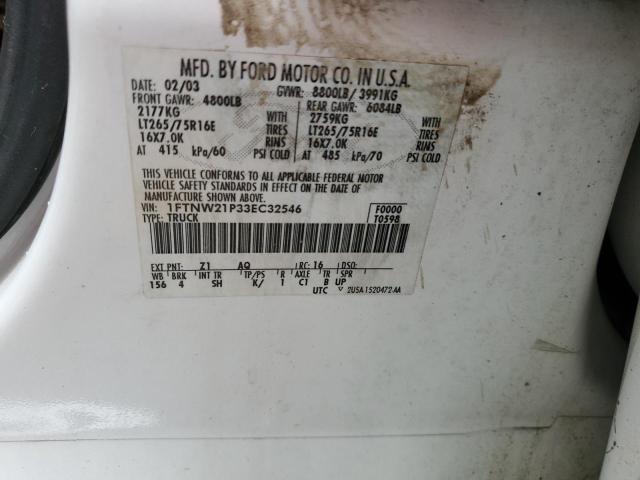 MFD. BY FORD MOTOR CO. IN U.S.A.
DATE: 02/03 GVWR: 8800LB/ 3991KG
FRONT GAWR: 4800LB REAR GAWR: 6084LB
2177KG WITH 2759KG WITH
LT265/75R16E TIRES LT265/75R16E TIRES
16X7.0K RINS 16X7.0K RINS
AT 415 kPa/60 PSI COLD AT 485 kPa/70 PSI COLD
THIS VEHICLE CONFORMS TO ALL APPLICABLE FEDERAL MOTOR
VEHICLE SAFETY STANDARDS IN EFFECT ON THE DATE OF
MANUFACTURE SHOWN ABOVE.
VIN: 1FTNW21P33EC32546 F0000
TYPE: TRUCK T0598
EXT PNT: Z1 AQ RC: 16 DSO:
WB BRK INT TR TP/PS R AXLE TR SPR
156 4 SH K/ 1 C1 B UP
UTC V 2U5A 1520472 AA